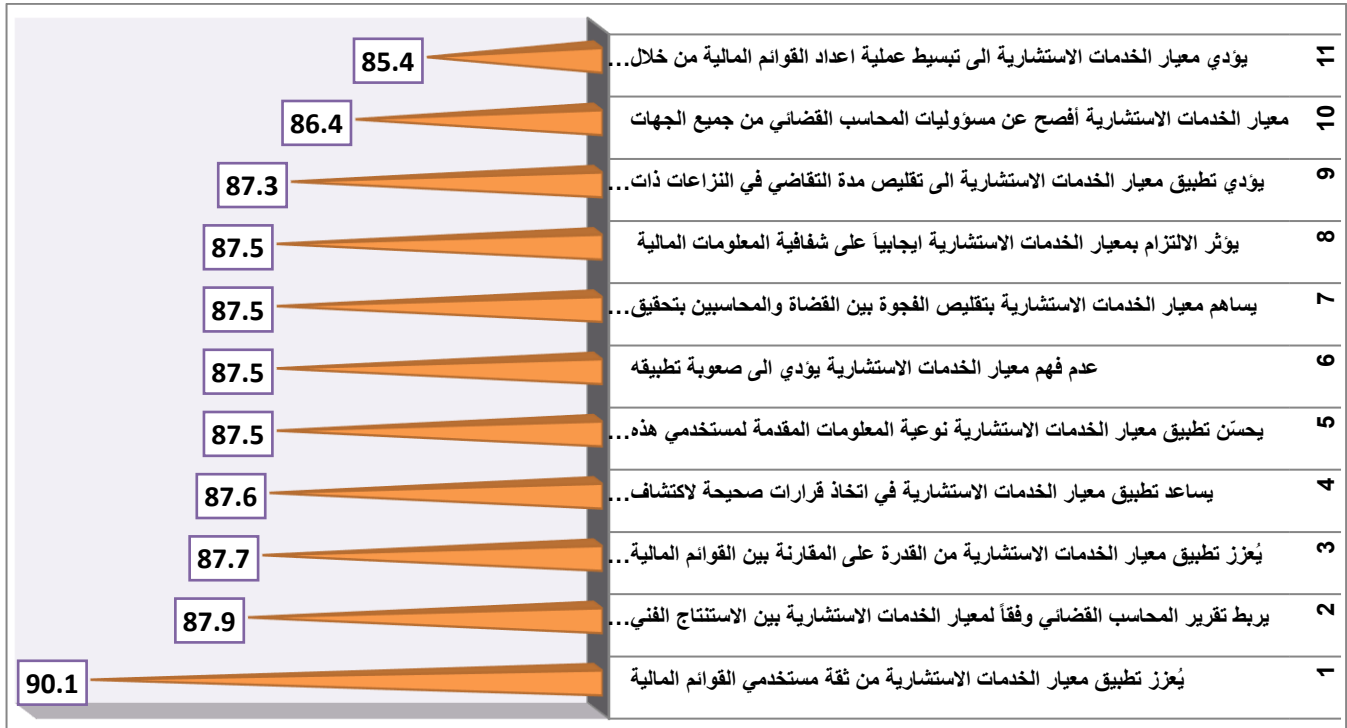 11 يؤدي معيار الخدمات الاستشارية الى تبسيط عملية اعداد القوائم المالية من خلال... 85.4
10 معيار الخدمات الاستشارية أفصح عن مسؤوليات المحاسب القضائي من جميع الجهات 86.4
9 يؤدي تطبيق معيار الخدمات الاستشارية الى تقليص مدة التقاضي في النزاعات ذات... 87.3
8 يؤثر الالتزام بمعيار الخدمات الاستشارية ايجابياً على شفافية المعلومات المالية 87.5
7 يساهم معيار الخدمات الاستشارية بتقليص الفجوة بين القضاة والمحاسبين بتحقيق... 87.5
6 عدم فهم معيار الخدمات الاستشارية يؤدي الى صعوبة تطبيقه 87.5
5 يحسّن تطبيق معيار الخدمات الاستشارية نوعية المعلومات المقدمة لمستخدمي هذه... 87.5
4 يساعد تطبيق معيار الخدمات الاستشارية في اتخاذ قرارات صحيحة لاكتشاف... 87.6
3 يُعزز تطبيق معيار الخدمات الاستشارية من القدرة على المقارنة بين القوائم المالية... 87.7
2 يربط تقرير المحاسب القضائي وفقاً لمعيار الخدمات الاستشارية بين الاستنتاج الفني... 87.9
1 يُعزز تطبيق معيار الخدمات الاستشارية من ثقة مستخدمي القوائم المالية 90.1